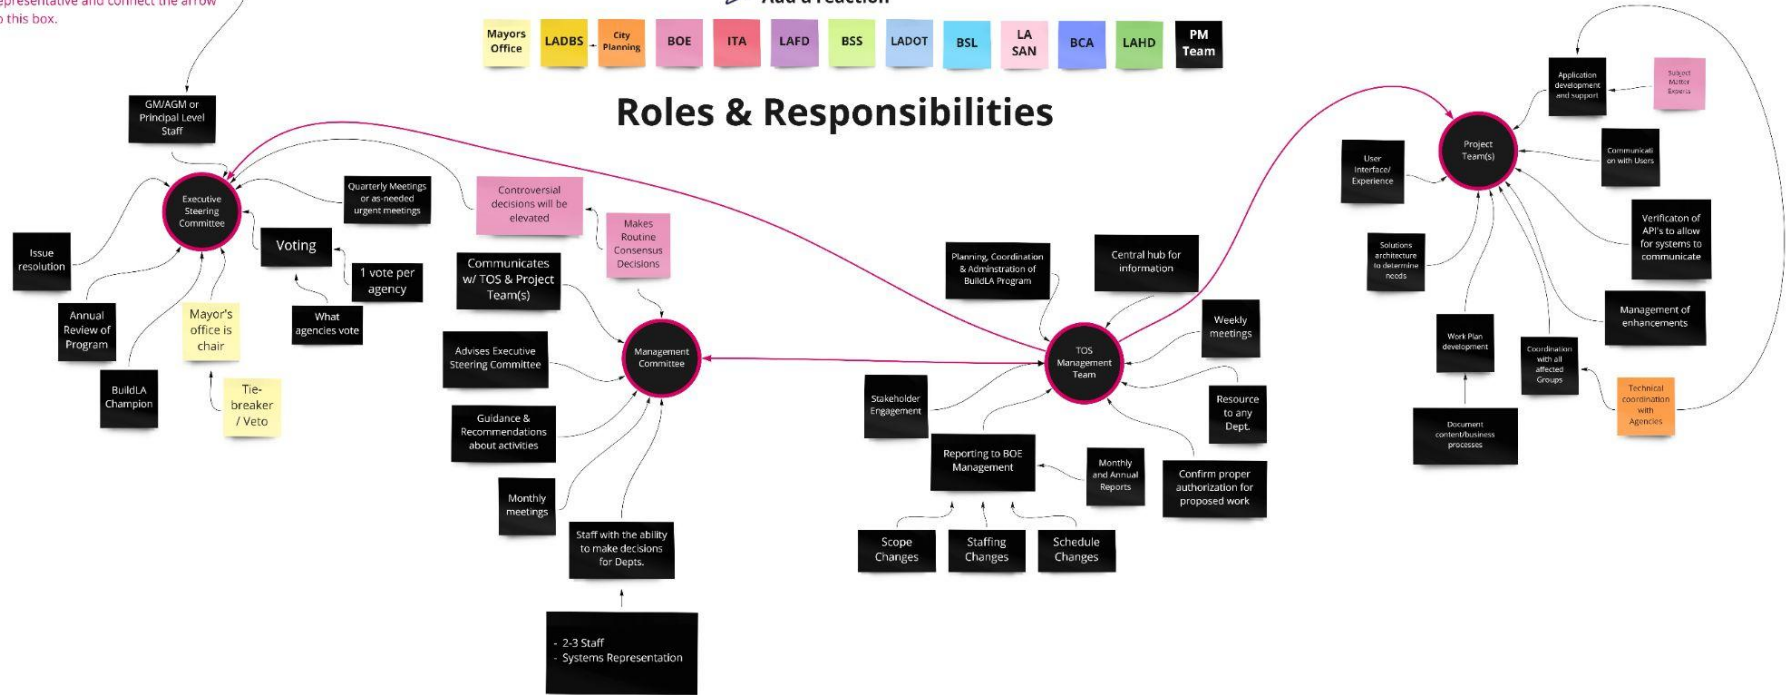 epresentative and connect the arrow
o this box.
Add a reaction
Mayors
Office
LADBS
City
Planning
BOE
ITA
LAFD
BSS
LADOT
BSL
LA
SAN
BCA
LAHD
PM
Team
Roles & Responsibilities
GM/AGM or
Principal Level
Staff
Executive
Steering
Committee
Quarterly Meetings
or as-needed
urgent meetings
Issue
resolution
Voting
1 vote per
agency
What
agencies vote
Annual
Review of
Program
BuildLA
Champion
Mayor's
office is
chair
Tie-
breaker
/ Veto
Controversial
decisions will be
elevated
Makes
Routine
Consensus
Decisions
Communicates
w/ TOS & Project
Team(s)
Management
Committee
Advises Executive
Steering Committee
Guidance &
Recommendations
about activities
Monthly
meetings
Staff with the ability
to make decisions
for Depts.
- 2-3 Staff
- Systems Representation
Planning, Coordination
& Adminstration of
BuildLA Program
Central hub for
information
TOS
Management
Team
Weekly
meetings
Stakeholder
Engagement
Resource
to any
Dept.
Reporting to BOE
Management
Monthly
and Annual
Reports
Confirm proper
authorization for
proposed work
Scope
Changes
Staffing
Changes
Schedule
Changes
Application
development
and support
Subject
Matter
Experts
Project
Team(s)
User
Interface/
Experience
Communicati
on with Users
Solutions
architecture
to determine
needs
Verificaton of
API's to allow
for systems to
communicate
Management of
enhancements
Work Plan
development
Coordination
with all
affected
Groups
Technical
coordination
with
Agencies
Document
content/business
processes